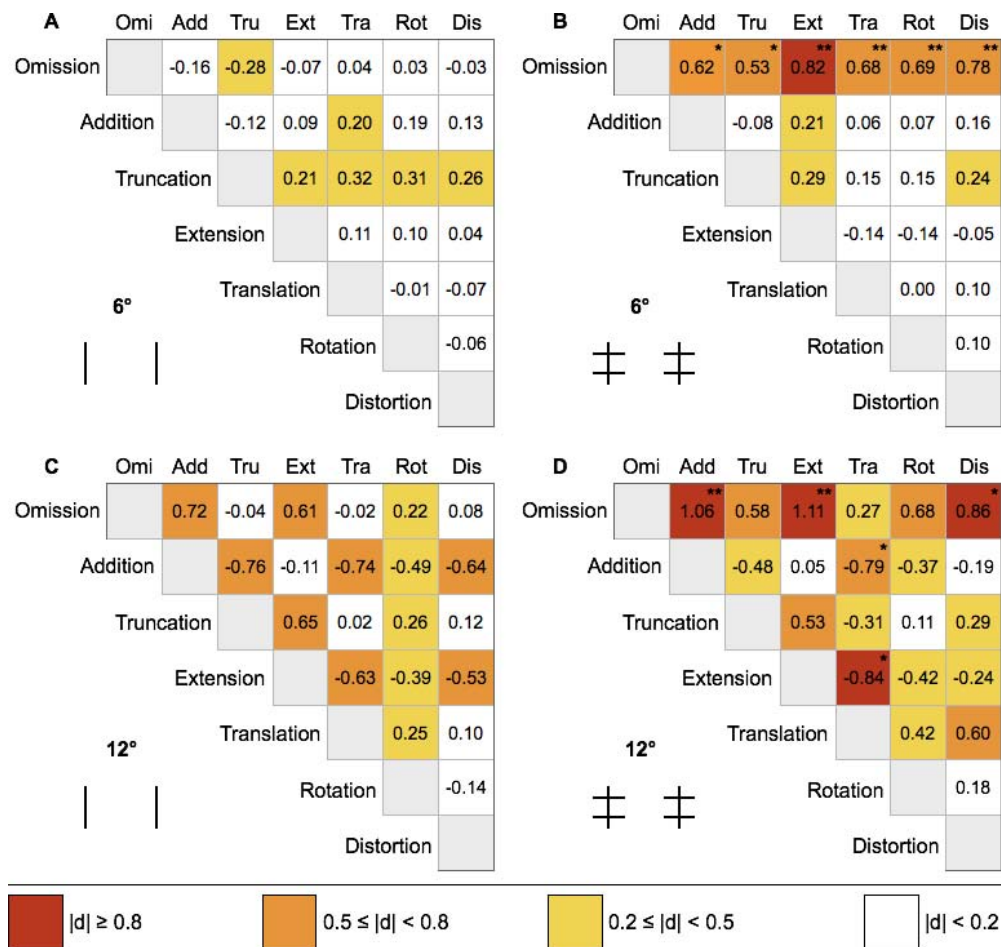 A Omi Add Tru Ext Tra Rot Dis
Omission -0.16 -0.28 -0.07 0.04 0.03 -0.03
Addition -0.12 0.09 0.20 0.19 0.13
Truncation 0.21 0.32 0.31 0.26
Extension 0.11 0.10 0.04
Translation -0.01 -0.07
6°
Rotation -0.06
Distortion
B Omi Add Tru Ext Tra Rot Dis
Omission 0.62* 0.53* 0.82** 0.68** 0.69** 0.78**
Addition -0.08 0.21 0.06 0.07 0.16
Truncation 0.29 0.15 0.15 0.24
Extension -0.14 -0.14 -0.05
Translation 0.00 0.10
6°
Rotation 0.10
Distortion
C Omi Add Tru Ext Tra Rot Dis
Omission 0.72 -0.04 0.61 -0.02 0.22 0.08
Addition -0.76 -0.11 -0.74 -0.49 -0.64
Truncation 0.65 0.02 0.26 0.12
Extension -0.63 -0.39 -0.53
Translation 0.25 0.10
12°
Rotation -0.14
Distortion
D Omi Add Tru Ext Tra Rot Dis
Omission 1.06** 0.58 1.11** 0.27 0.68 0.86*
Addition -0.48 0.05 -0.79* -0.37 -0.19
Truncation 0.53 -0.31 0.11 0.29
Extension -0.84* -0.42 -0.24
Translation 0.42 0.60
12°
Rotation 0.18
Distortion
|d| ≥ 0.8 0.5 ≤ |d| < 0.8 0.2 ≤ |d| < 0.5 |d| < 0.2